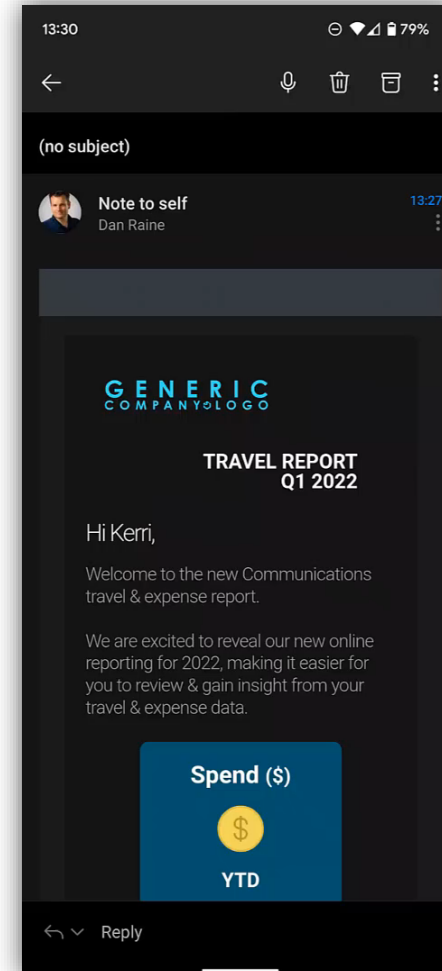 13:30
79%
(no subject)
Note to self
13:27
Dan Raine
GENERIC
COMPANY LOGO
TRAVEL REPORT
Q1 2022
Hi Kerri,
Welcome to the new Communications
travel & expense report.
We are excited to reveal our new online
reporting for 2022, making it easier for
you to review & gain insight from your
travel & expense data.
Spend ($)
$
YTD
Reply